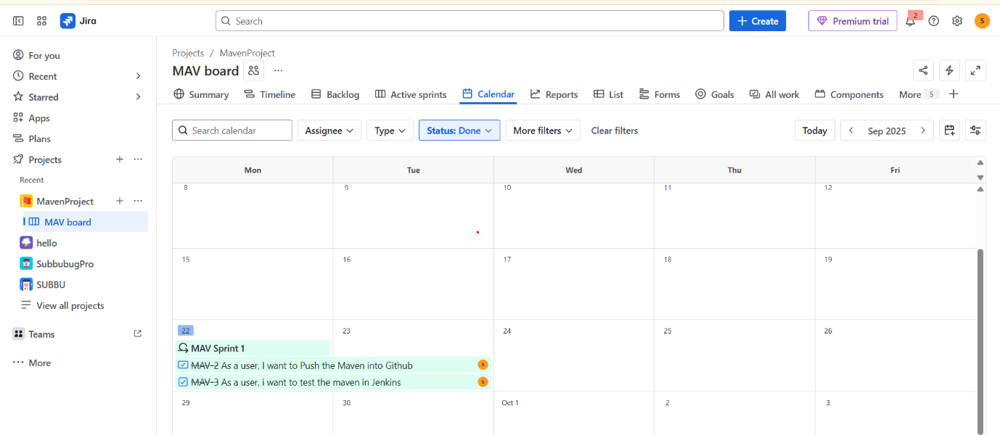 Jira
Search
Create
Premium trial
2
S
For you
Recent
Starred
Apps
Plans
Projects
Recent
MavenProject
MAV board
hello
SubbubugPro
SUBBU
View all projects
Teams
More
Projects / MavenProject
MAV board
Summary Timeline Backlog Active sprints Calendar Reports List Forms Goals All work Components More 5
Search calendar Assignee Type Status: Done More filters Clear filters Today Sep 2025
Mon Tue Wed Thu Fri
8 9 10 11 12
15 16 17 18 19
22 23 24 25 26
MAV Sprint 1
MAV-2 As a user, I want to Push the Maven into Github S
MAV-3 As a user, i want to test the maven in Jenkins S
29 30 Oct 1 2 3